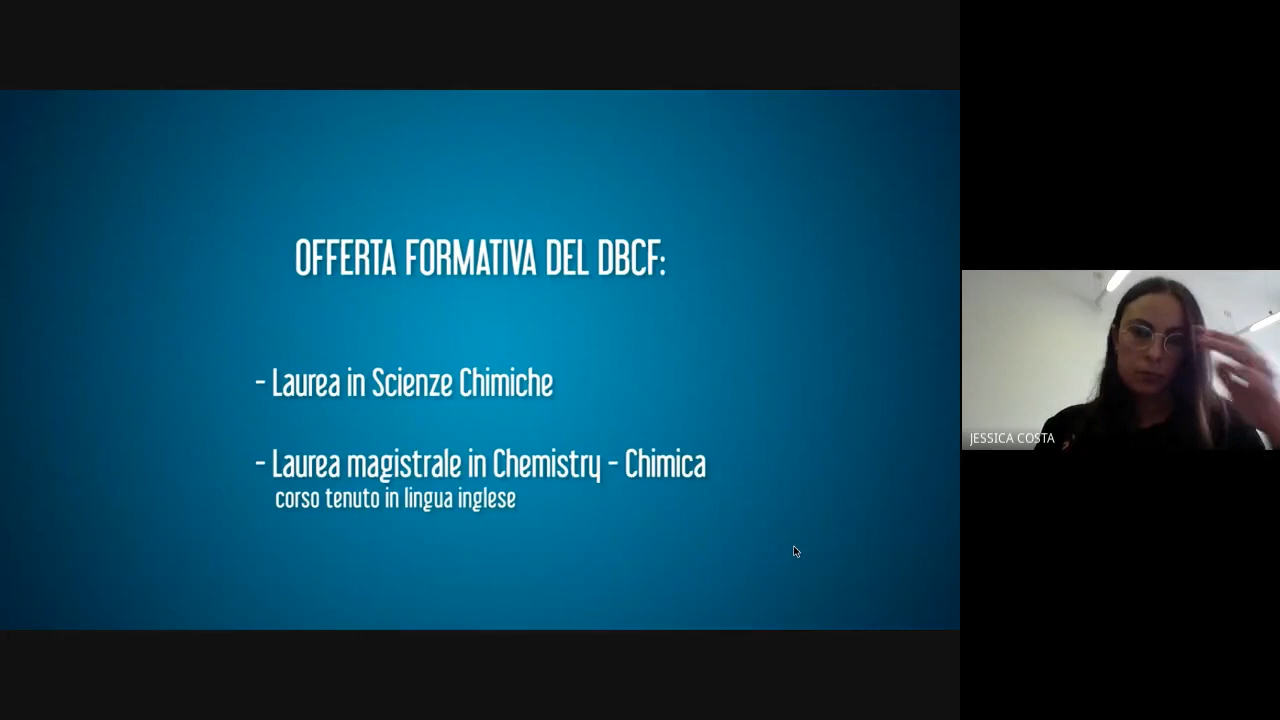 OFFERTA FORMATIVA DEL DBCF:
- Laurea in Scienze Chimiche
- Laurea magistrale in Chemistry - Chimica
corso tenuto in lingua inglese
JESSICA COSTA